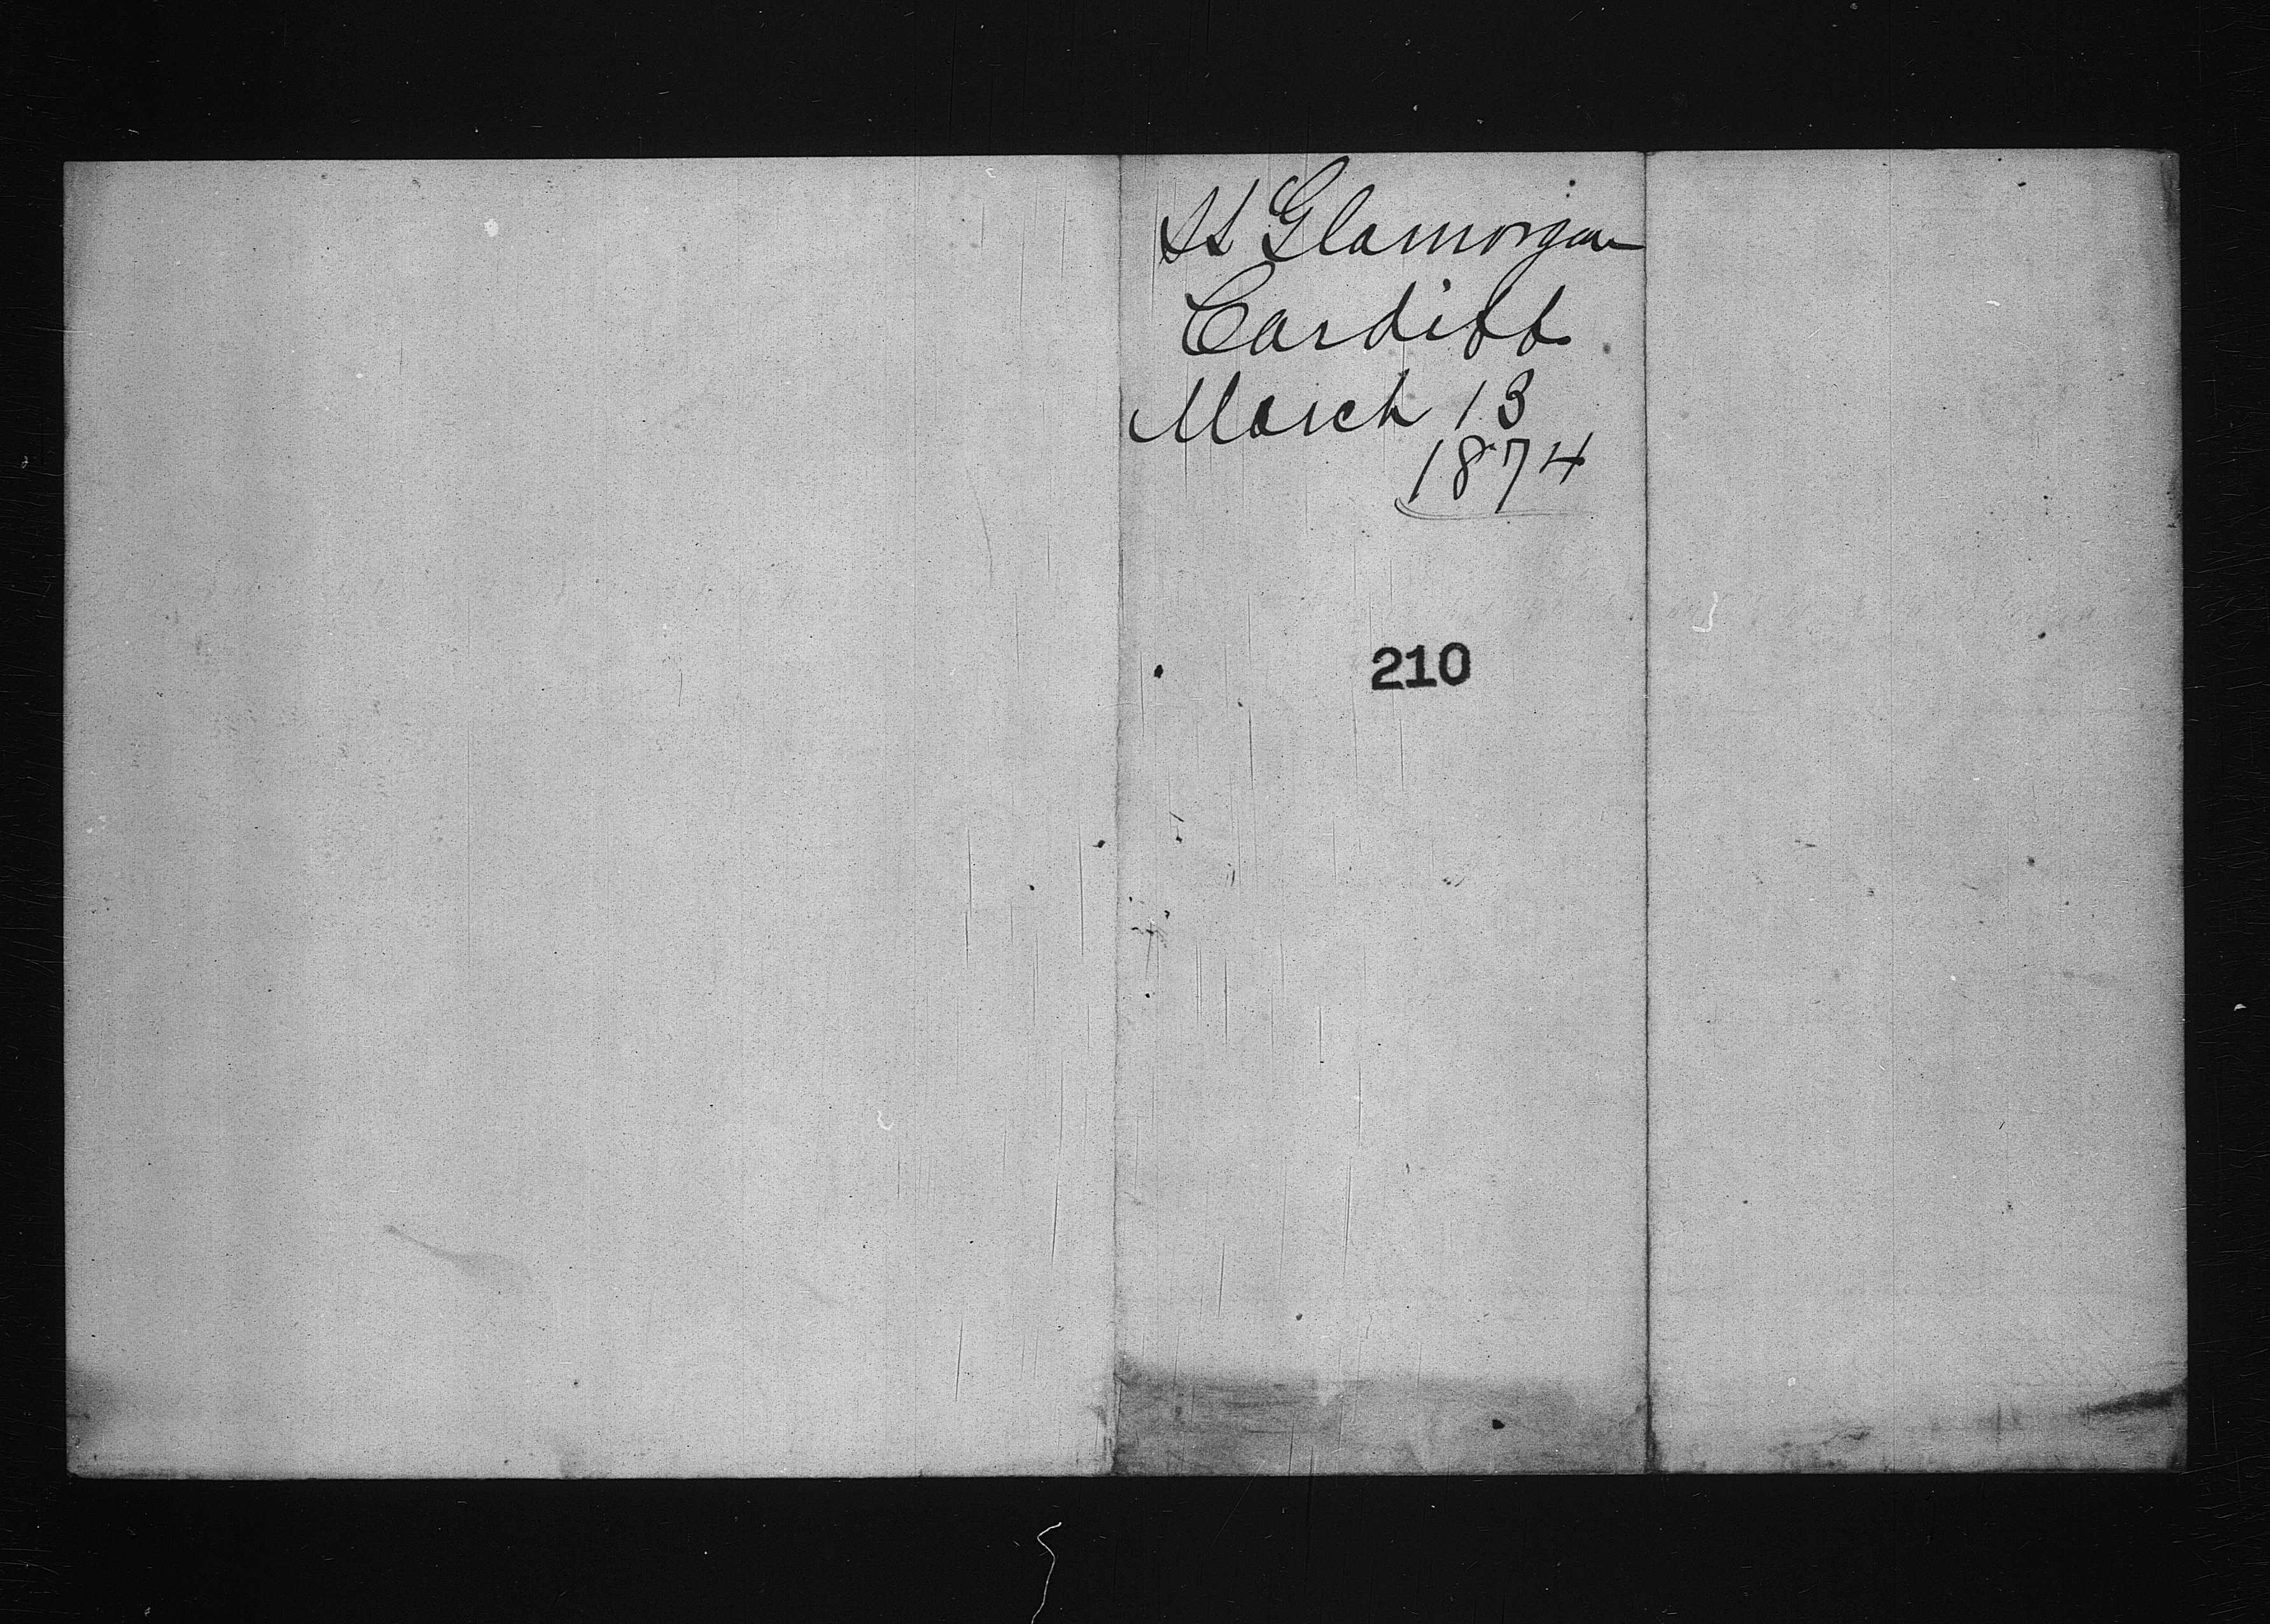 SS Glamorgan
Cardiff
March 13
1874
210